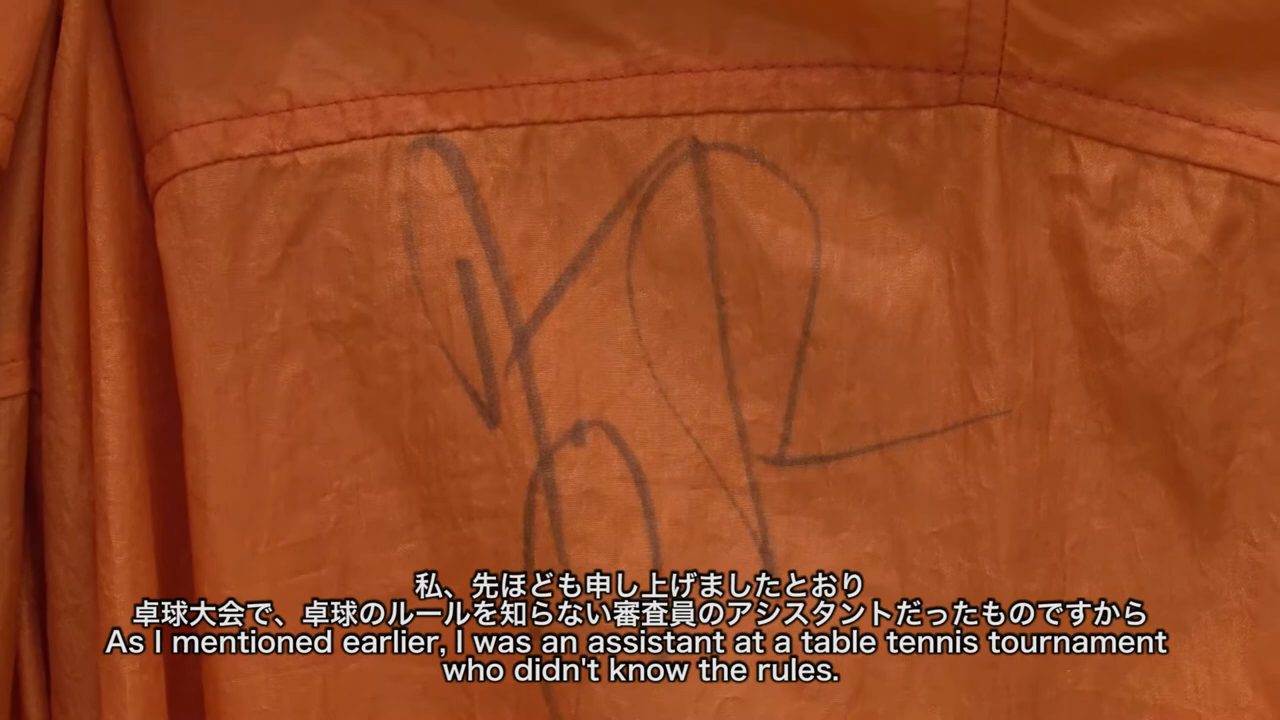 私、先ほども申し上げましたとおり
卓球大会で、卓球のルールを知らない審査員のアシスタントだったものですから
As I mentioned earlier, I was an assistant at a table tennis tournament
who didn't know the rules.